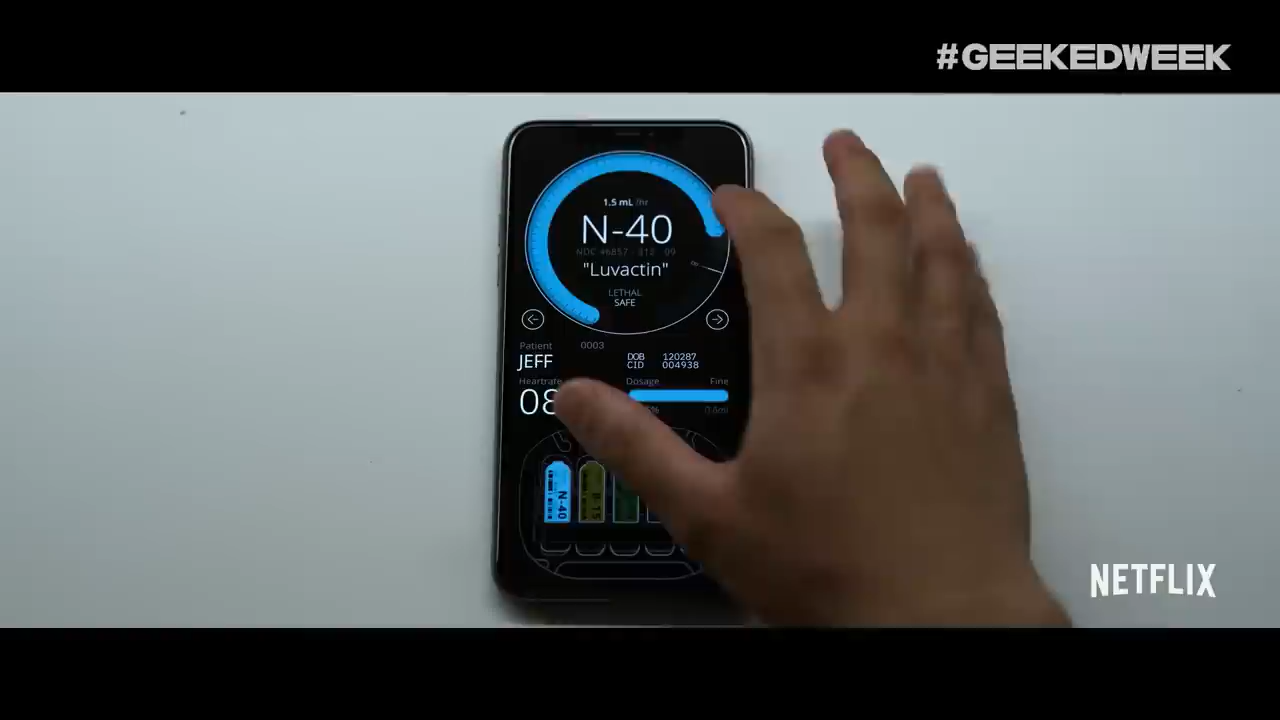 #GEEKEDWEEK
1.5 mL /hr
N-40
"Luvactin"
LETHAL
SAFE
Patient 0003
JEFF
DOB 120287
CID 004938
Heartrate
Dosage Fine
08
N-40
NETFLIX